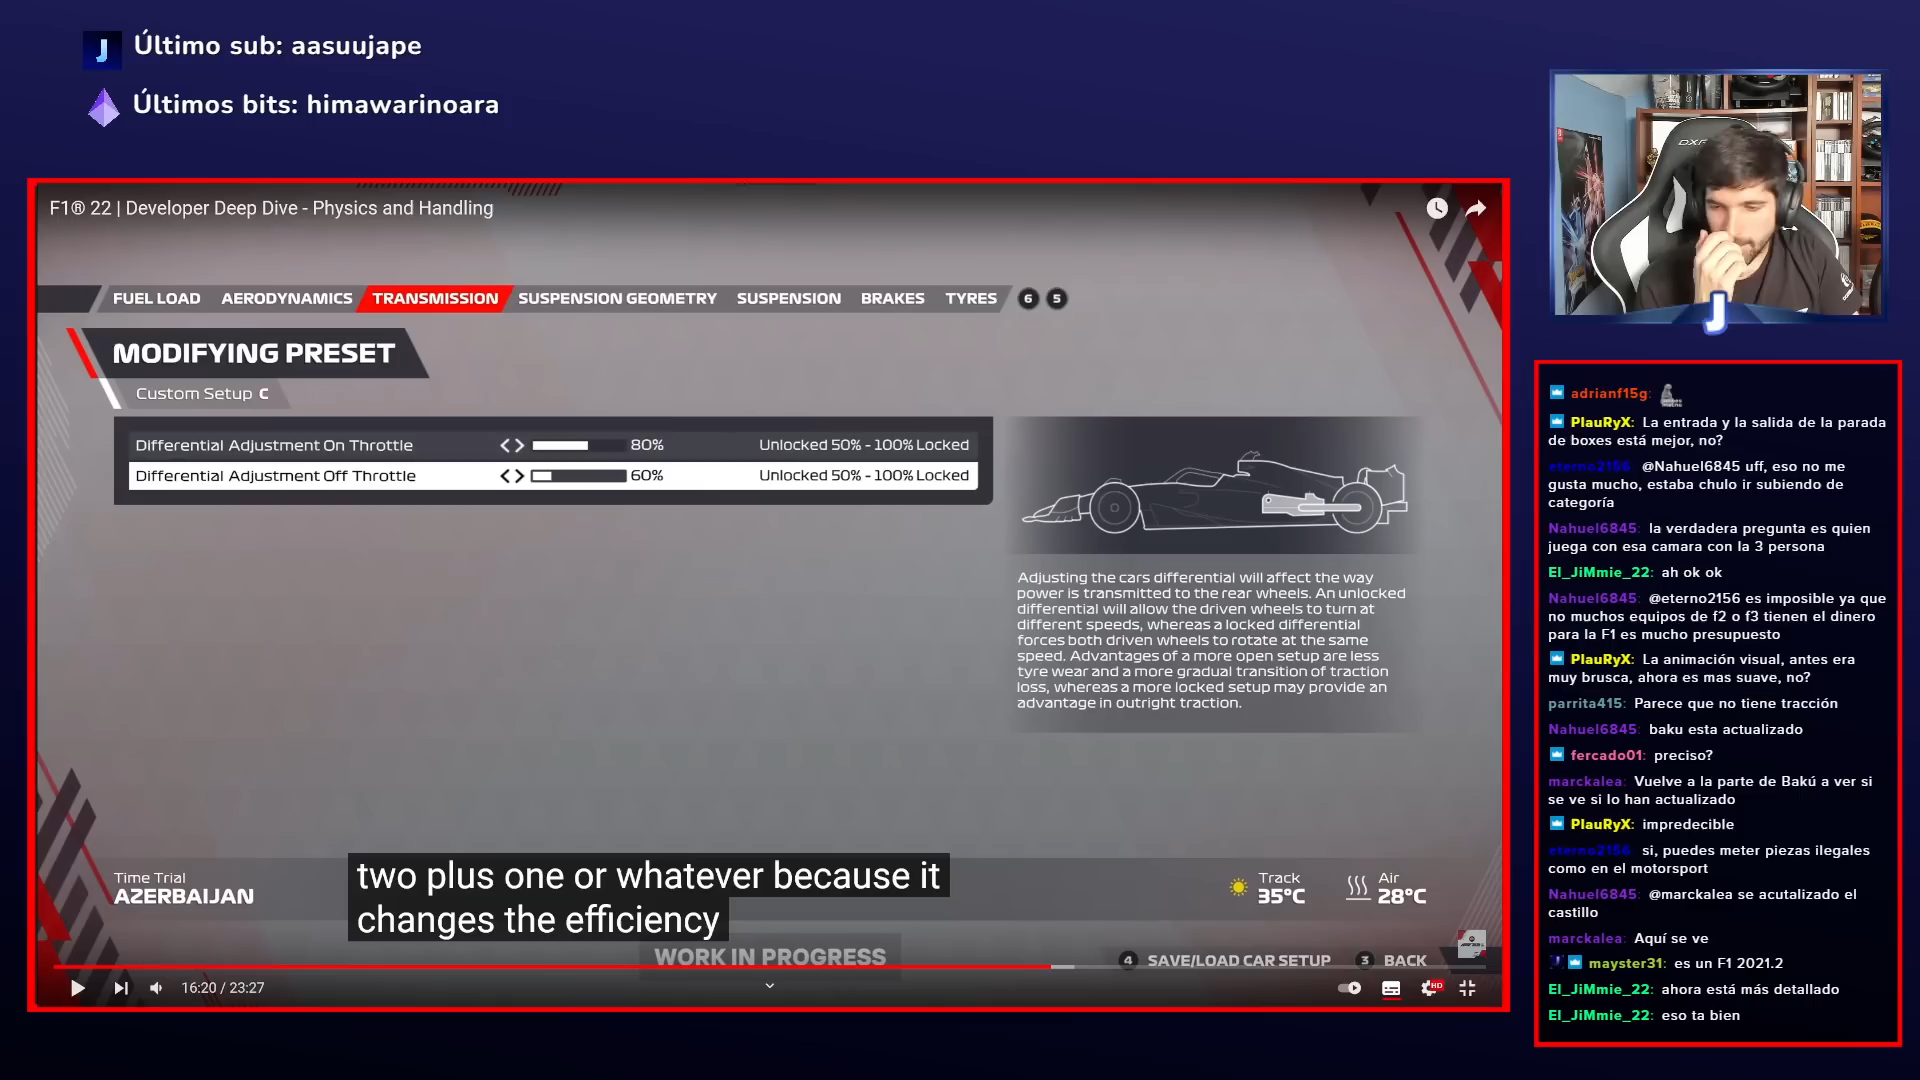 Último sub: aasuujape
Últimos bits: himawarinoara
F1® 22 | Developer Deep Dive - Physics and Handling
FUEL LOAD AERODYNAMICS TRANSMISSION SUSPENSION GEOMETRY SUSPENSION BRAKES TYRES 6 5
MODIFYING PRESET
Custom Setup C
Differential Adjustment On Throttle 80% Unlocked 50% - 100% Locked
Differential Adjustment Off Throttle 60% Unlocked 50% - 100% Locked
Adjusting the cars differential will affect the way
power is transmitted to the rear wheels. An unlocked
differential will allow the driven wheels to turn at
different speeds, whereas a locked differential
forces both driven wheels to rotate at the same
speed. Advantages of a more open setup are less
tyre wear and a more gradual transition of traction
loss, whereas a more locked setup may provide an
advantage in outright traction.
Time Trial
AZERBAIJAN
two plus one or whatever because it
changes the efficiency
Track
35°C
Air
28°C
WORK IN PROGRESS
4 SAVE/LOAD CAR SETUP 3 BACK
16:20 / 23:27
HD
J
adrianf15g:
PlauRyX: La entrada y la salida de la parada
de boxes está mejor, no?
eterno2156: @Nahuel6845 uff, eso no me
gusta mucho, estaba chulo ir subiendo de
categoría
Nahuel6845: la verdadera pregunta es quien
juega con esa camara con la 3 persona
El_JiMmie_22: ah ok ok
Nahuel6845: @eterno2156 es imposible ya que
no muchos equipos de f2 o f3 tienen el dinero
para la F1 es mucho presupuesto
PlauRyX: La animación visual, antes era
muy brusca, ahora es mas suave, no?
parrita415: Parece que no tiene tracción
Nahuel6845: baku esta actualizado
fercado01: preciso?
marckalea: Vuelve a la parte de Bakú a ver si
se ve si lo han actualizado
PlauRyX: impredecible
eterno2156: si, puedes meter piezas ilegales
como en el motorsport
Nahuel6845: @marckalea se acutalizado el
castillo
marckalea: Aquí se ve
mayster31: es un F1 2021.2
El_JiMmie_22: ahora está más detallado
El_JiMmie_22: eso ta bien